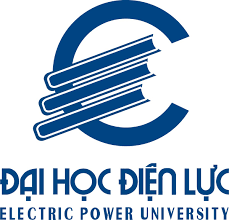 ĐẠI HỌC ĐIỆN LỰC
ELECTRIC POWER UNIVERSITY